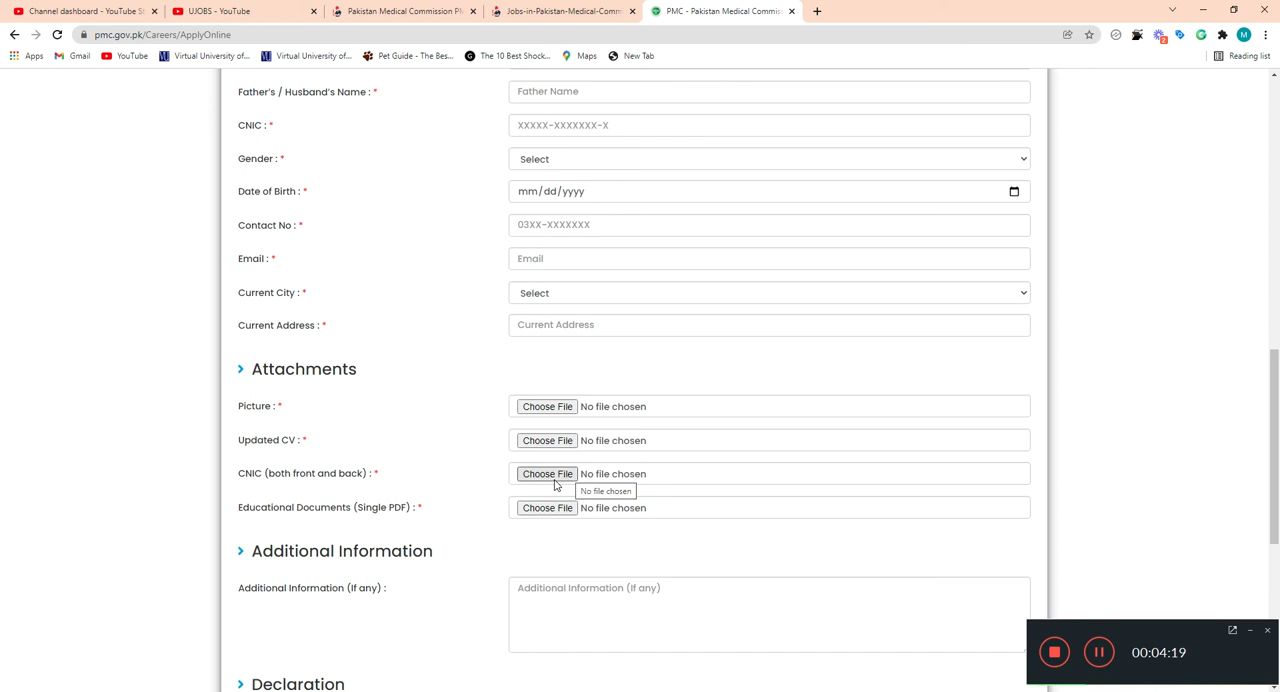 Channel dashboard - YouTube St
UJOBS - YouTube
Pakistan Medical Commission PM
Jobs-in-Pakistan-Medical-Comm
PMC - Pakistan Medical Commiss
pmc.gov.pk/Careers/ApplyOnline
2
M
Apps
Gmail
YouTube
Virtual University of...
Virtual University of...
Pet Guide - The Bes...
The 10 Best Shock...
Maps
New Tab
Reading list
Father's / Husband's Name : *
Father Name
CNIC : *
XXXXX-XXXXXXX-X
Gender : *
Select
Date of Birth : *
mm/dd/yyyy
Contact No : *
03XX-XXXXXXX
Email : *
Email
Current City : *
Select
Current Address : *
Current Address
Attachments
Picture : *
Choose File No file chosen
Updated CV : *
Choose File No file chosen
CNIC (both front and back) : *
Choose File No file chosen
No file chosen
Educational Documents (Single PDF) : *
Choose File No file chosen
Additional Information
Additional Information (If any) :
Additional Information (If any)
00:04:19
Declaration